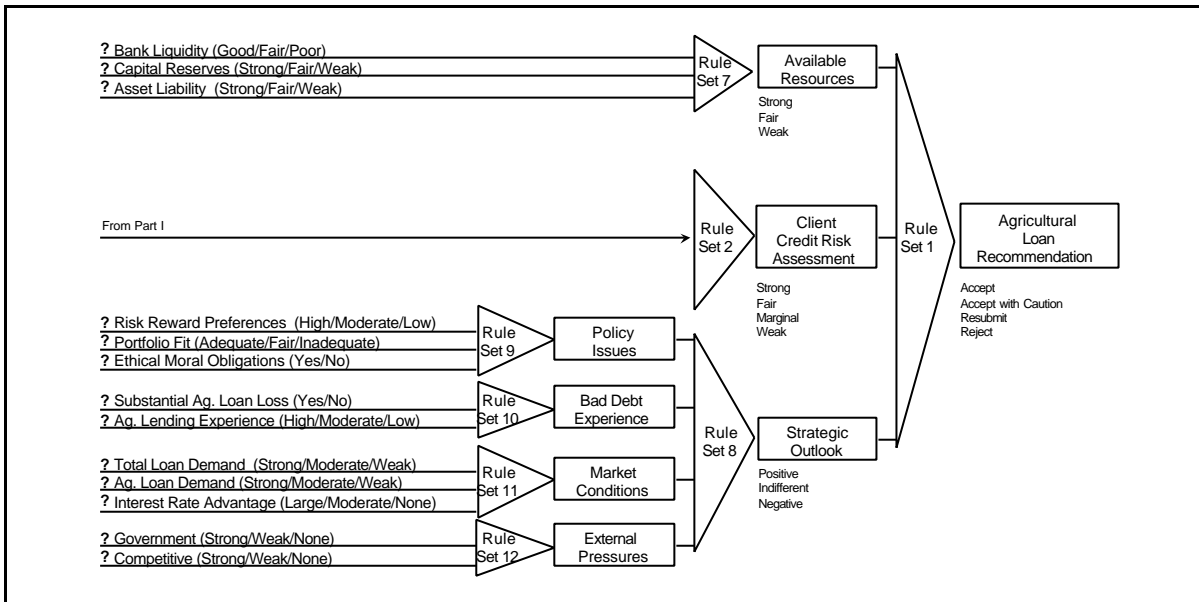 ? Bank Liquidity (Good/Fair/Poor)
? Capital Reserves (Strong/Fair/Weak)
? Asset Liability (Strong/Fair/Weak)
Rule
Set 7
Available
Resources
Strong
Fair
Weak
From Part I
Rule
Set 2
Client
Credit Risk
Assessment
Strong
Fair
Marginal
Weak
Rule
Set 1
Agricultural
Loan
Recommendation
Accept
Accept with Caution
Resubmit
Reject
? Risk Reward Preferences (High/Moderate/Low)
? Portfolio Fit (Adequate/Fair/Inadequate)
? Ethical Moral Obligations (Yes/No)
Rule
Set 9
Policy
Issues
? Substantial Ag. Loan Loss (Yes/No)
? Ag. Lending Experience (High/Moderate/Low)
Rule
Set 10
Bad Debt
Experience
Rule
Set 8
Strategic
Outlook
Positive
Indifferent
Negative
? Total Loan Demand (Strong/Moderate/Weak)
? Ag. Loan Demand (Strong/Moderate/Weak)
? Interest Rate Advantage (Large/Moderate/None)
Rule
Set 11
Market
Conditions
? Government (Strong/Weak/None)
? Competitive (Strong/Weak/None)
Rule
Set 12
External
Pressures